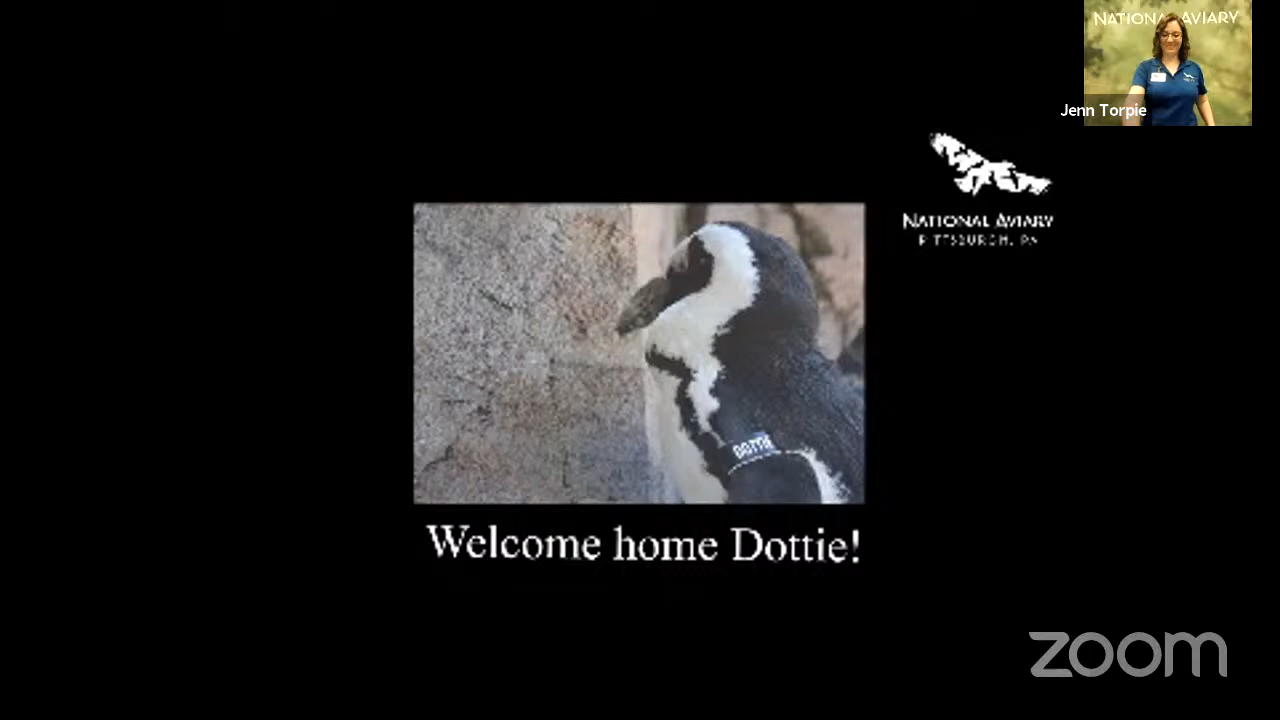 NATIONAL AVIARY
Jenn Torpie
NATIONAL AVIARY
PITTSBURGH, PA
DOTTIE
Welcome home Dottie!
zoom